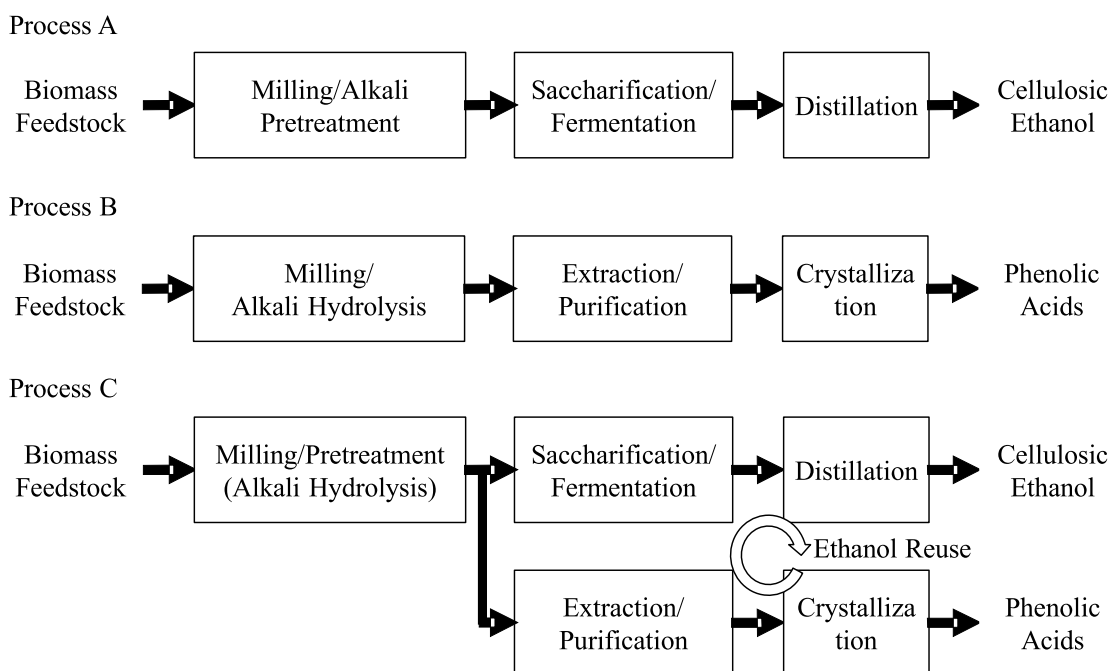 Process A
Biomass
Feedstock
Milling/Alkali
Pretreatment
Saccharification/
Fermentation
Distillation
Cellulosic
Ethanol
Process B
Biomass
Feedstock
Milling/
Alkali Hydrolysis
Extraction/
Purification
Crystalliza
tion
Phenolic
Acids
Process C
Biomass
Feedstock
Milling/Pretreatment
(Alkali Hydrolysis)
Saccharification/
Fermentation
Distillation
Cellulosic
Ethanol
Ethanol Reuse
Extraction/
Purification
Crystalliza
tion
Phenolic
Acids